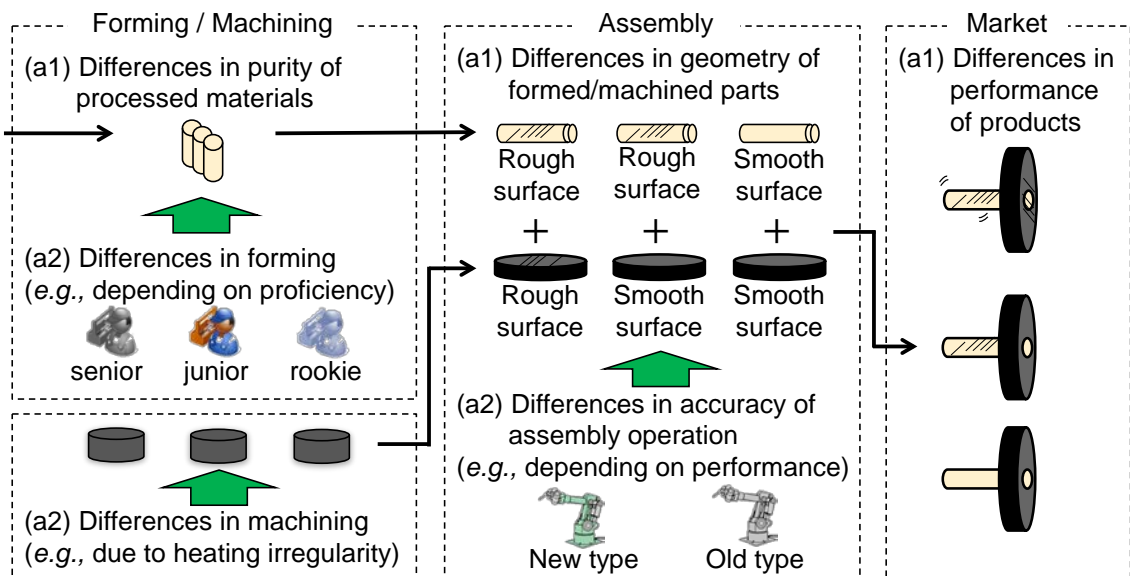 Forming / Machining
(a1) Differences in purity of
processed materials
(a2) Differences in forming
(e.g., depending on proficiency)
senior junior rookie
(a2) Differences in machining
(e.g., due to heating irregularity)
Assembly
(a1) Differences in geometry of
formed/machined parts
Rough Rough Smooth
surface surface surface
+ + +
Rough Smooth Smooth
surface surface surface
(a2) Differences in accuracy of
assembly operation
(e.g., depending on performance)
New type Old type
Market
(a1) Differences in
performance
of products